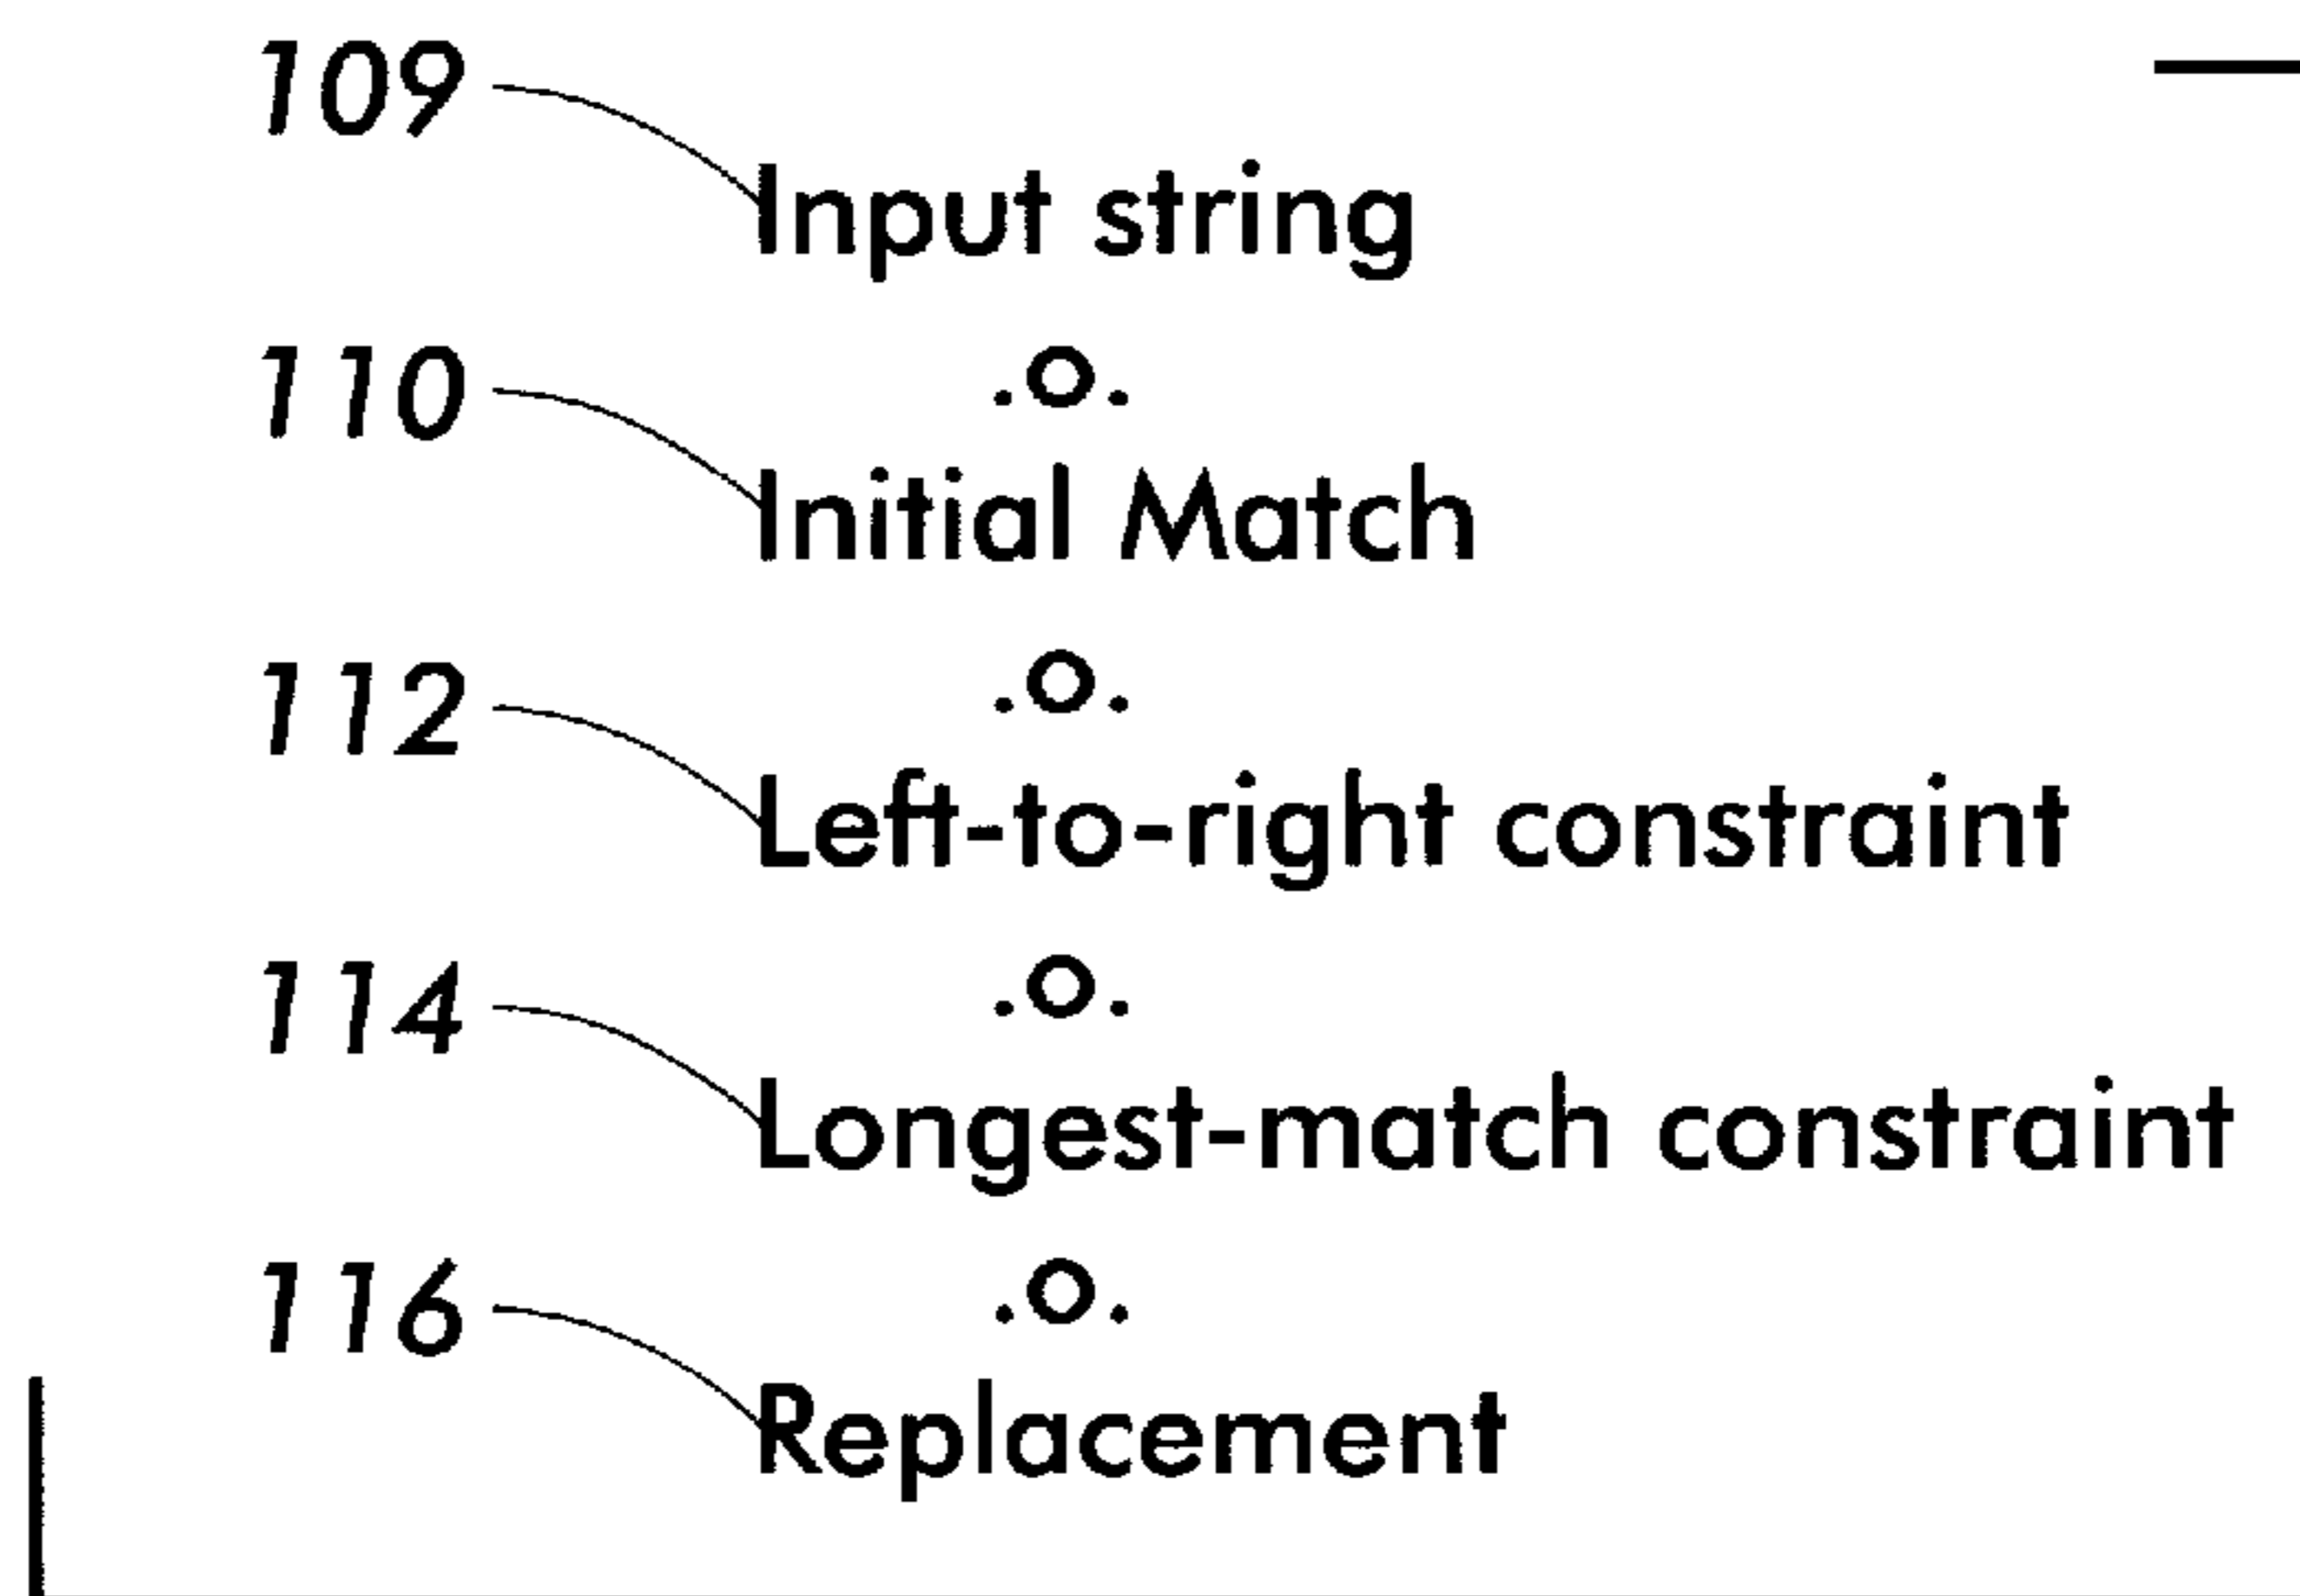 109
Input string
110 .o.
Initial Match
112 .o.
Left-to-right constraint
114 .o.
Longest-match constraint
116 .o.
Replacement